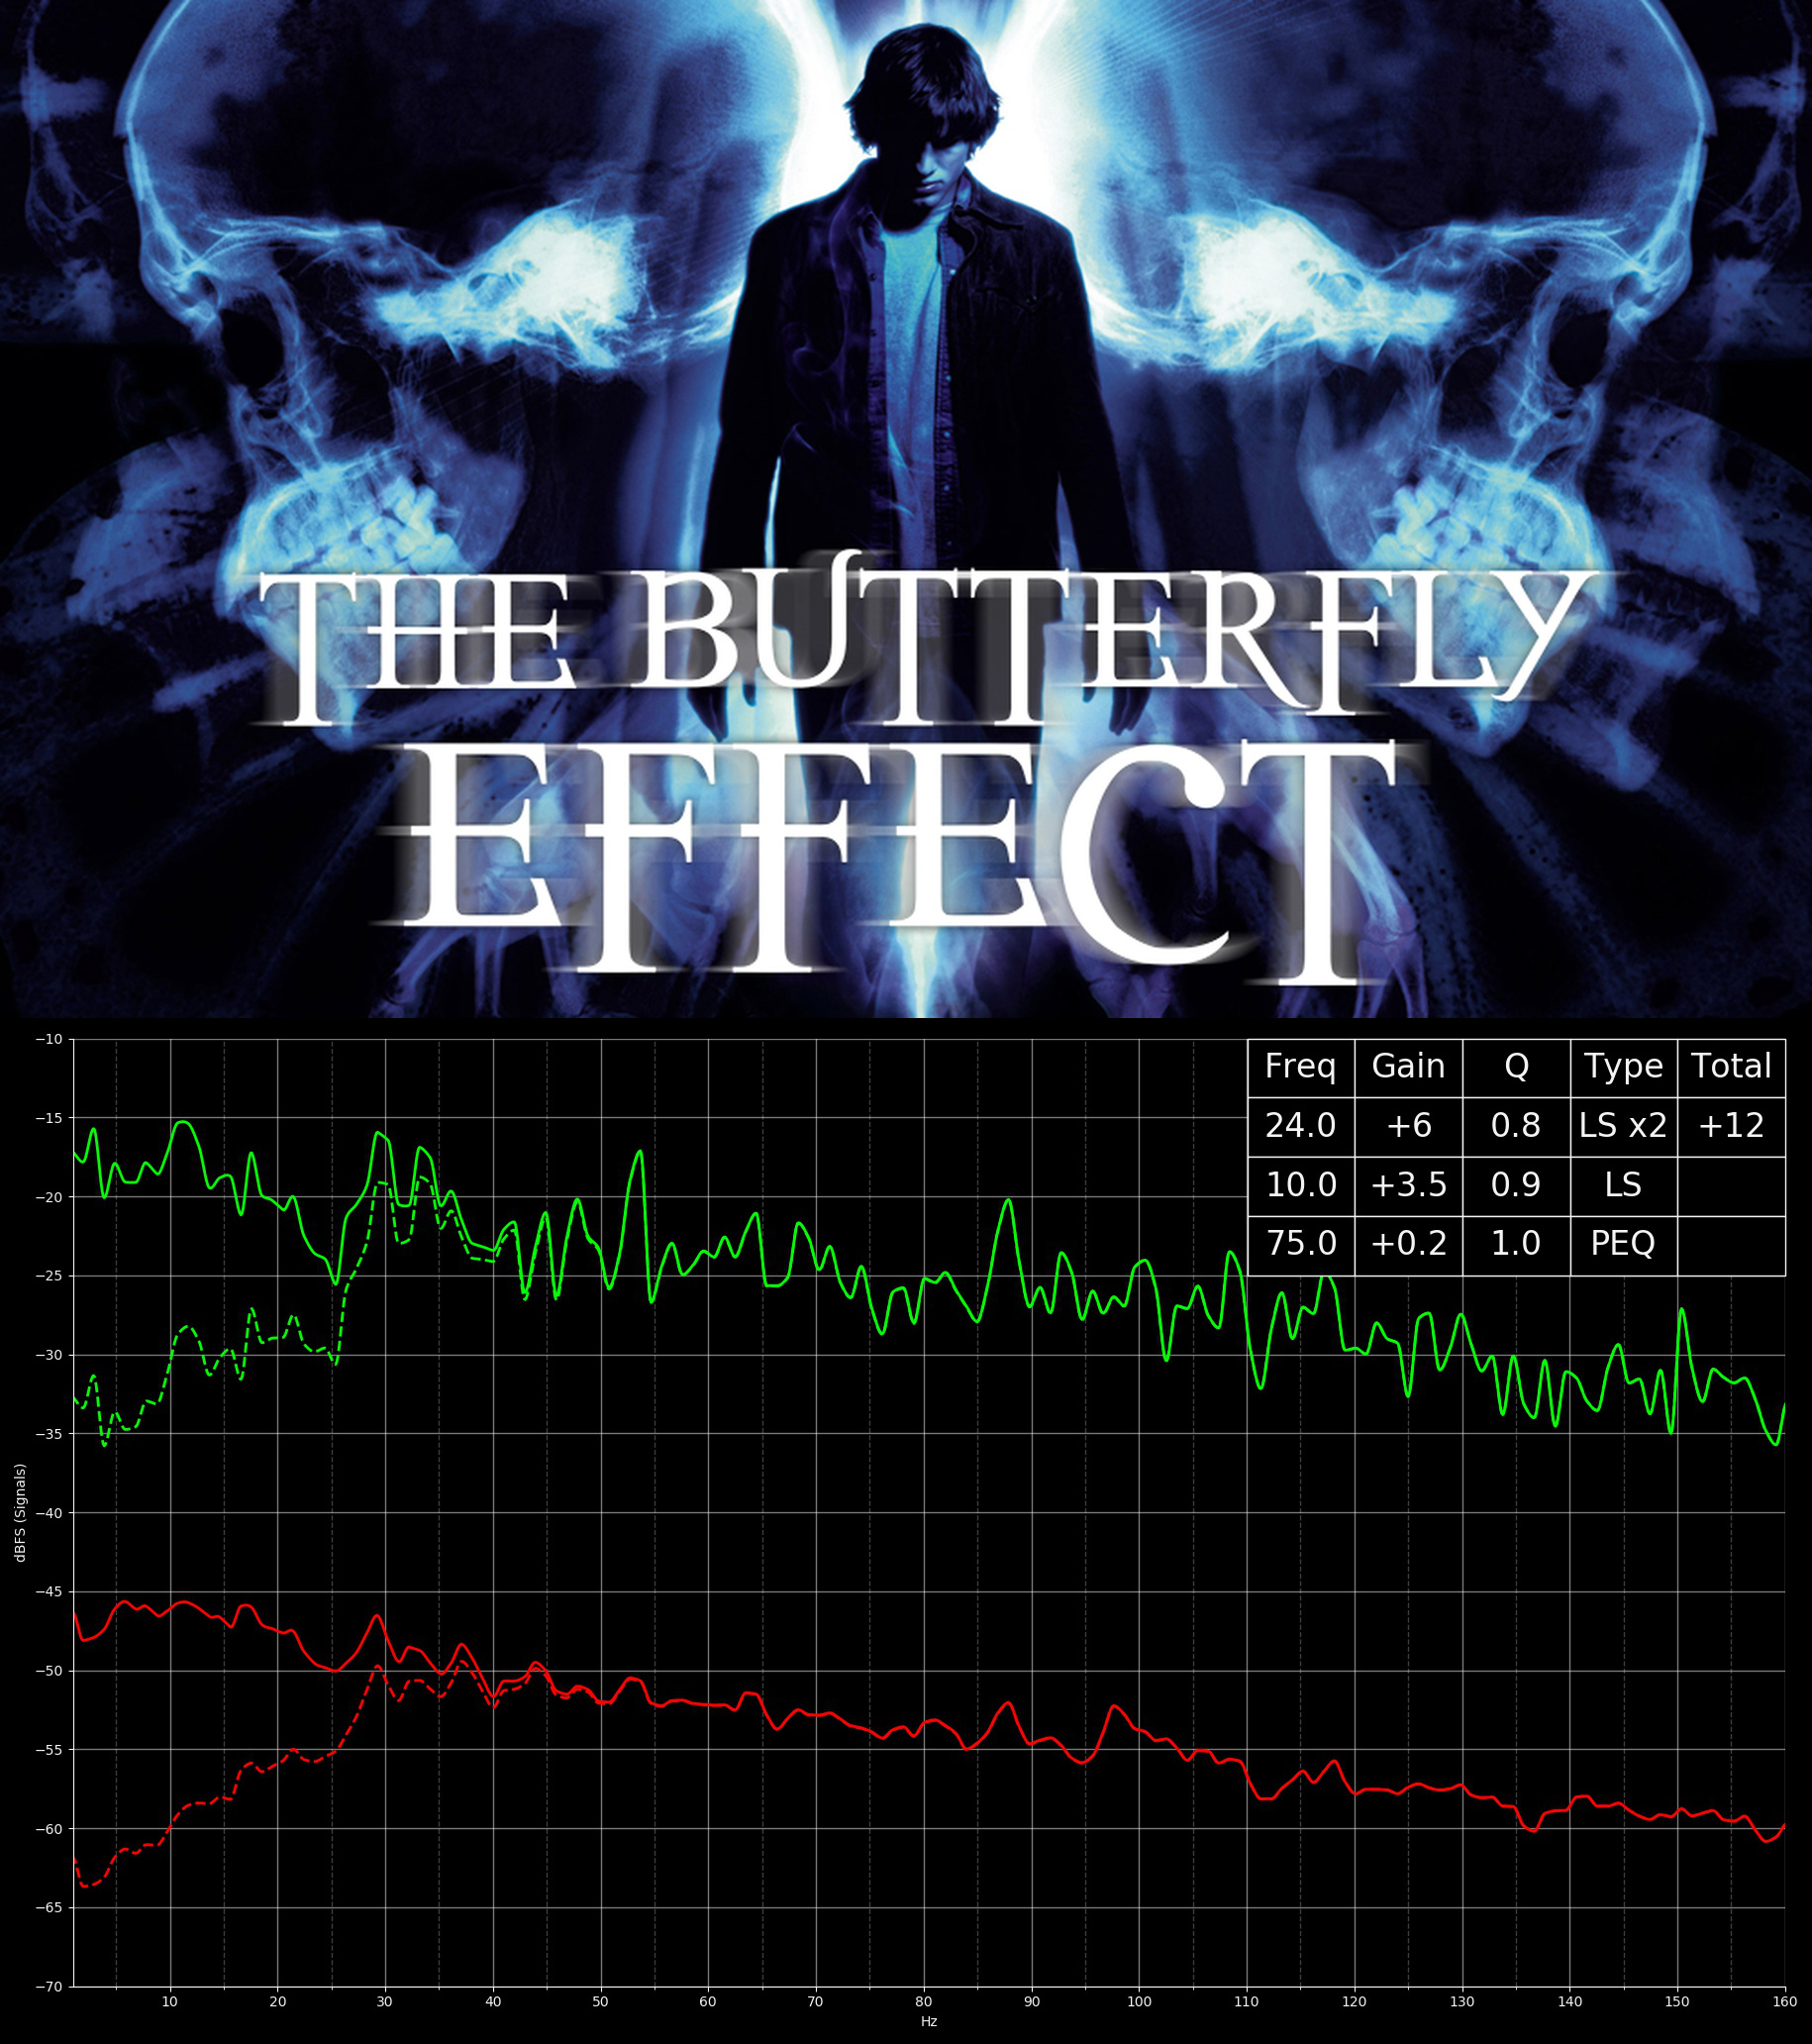 THE BUTTERFLY
EFFECT
Freq Gain Q Type Total
24.0 +6 0.8 LS x2 +12
10.0 +3.5 0.9 LS
75.0 +0.2 1.0 PEQ
−10
−15
−20
−25
−30
−35
−40
−45
−50
−55
−60
−65
−70
dBFS (Signals)
10 20 30 40 50 60 70 80 90 100 110 120 130 140 150 160
Hz